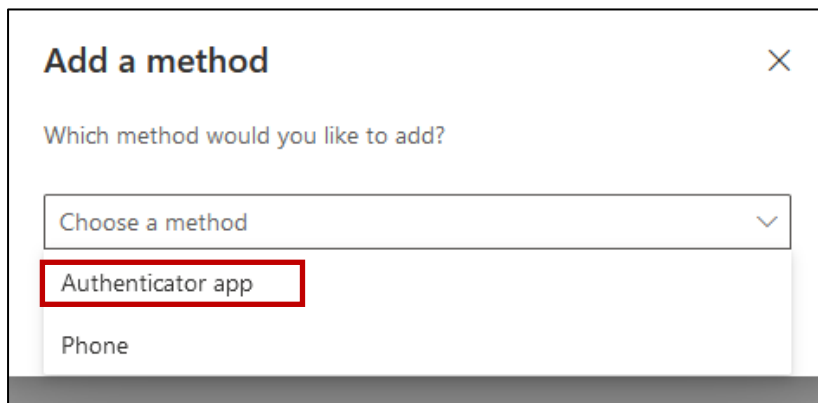 Add a method
Which method would you like to add?
Choose a method
Authenticator app
Phone